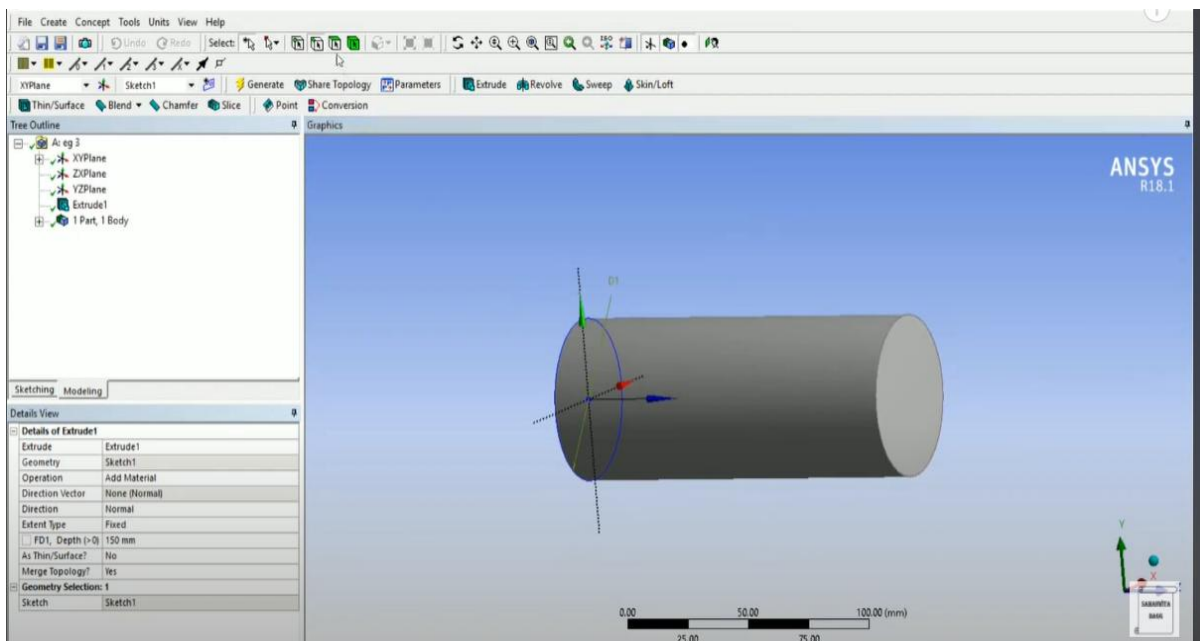 File Create Concept Tools Units View Help
Undo Redo Select:
XYPlane Sketch1 Generate Share Topology Parameters Extrude Revolve Sweep Skin/Loft
Thin/Surface Blend Chamfer Slice Point Conversion
Tree Outline
A: eg 3
XYPlane
ZXPlane
YZPlane
Extrude1
1 Part, 1 Body
Sketching Modeling
Details View
Details of Extrude1
Extrude Extrude1
Geometry Sketch1
Operation Add Material
Direction Vector None (Normal)
Direction Normal
Extent Type Fixed
FD1, Depth (>0) 150 mm
As Thin/Surface? No
Merge Topology? Yes
Geometry Selection: 1
Sketch Sketch1
Graphics
ANSYS
R18.1
D1
Y
X
0.00 50.00 100.00 (mm)
25.00 75.00